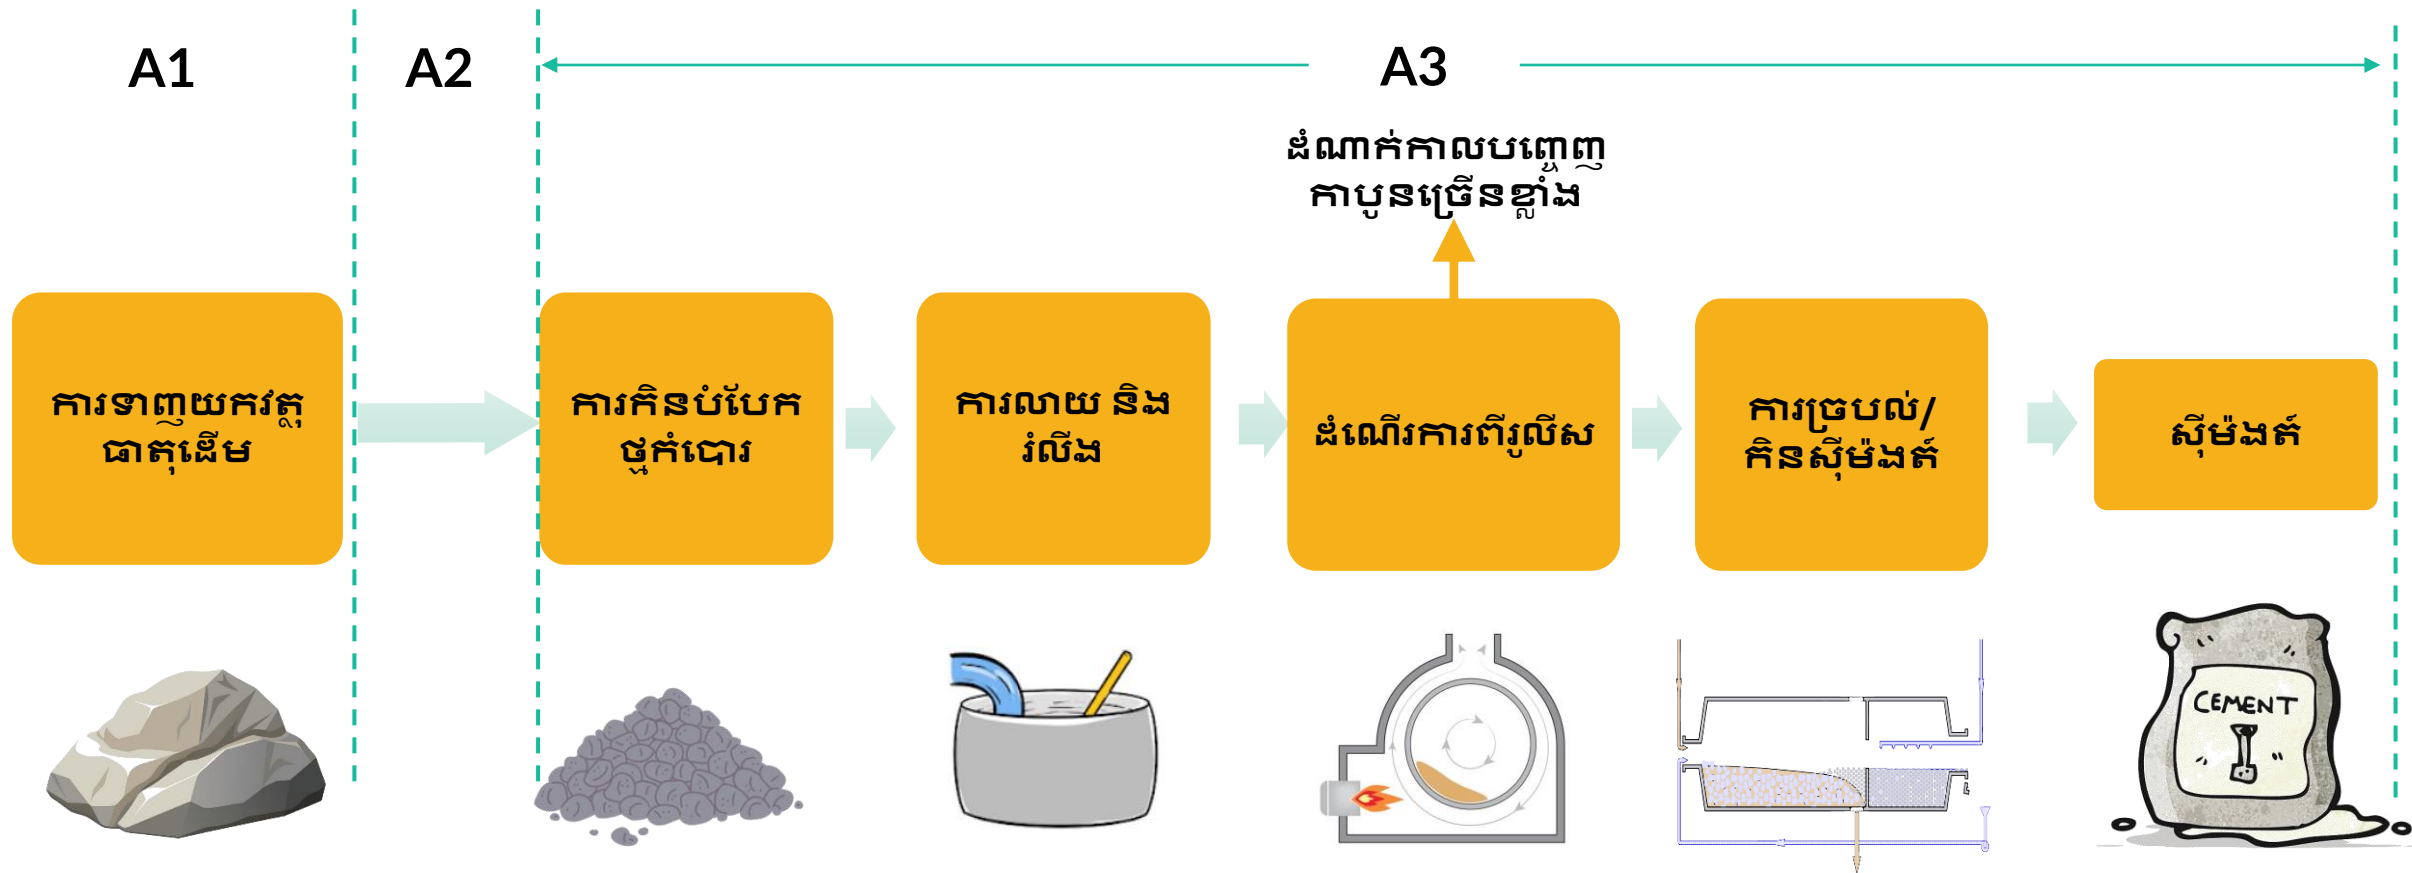 A1
A2
A3
ដំណាក់កាលបញ្ចេញ
កាបូនច្រើនខ្លាំង
ការទាញយកវត្ថុ
ធាតុដើម
ការកិនបំបែក
ថ្មកំបោរ
ការលាយ និង
រំលីង
ដំណើរការពីរូលីស
ការច្របល់/
កិនស៊ីម៉ងត៍
ស៊ីម៉ងត៍
CEMENT